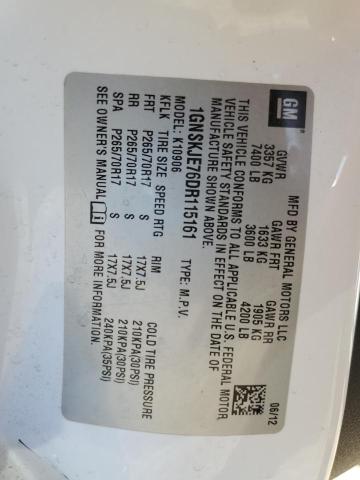 GM
MFD BY GENERAL MOTORS LLC
06/12
GVWR GAWR FRT GAWR RR
3357 KG 1633 KG 1905 KG
7400 LB 3600 LB 4200 LB
THIS VEHICLE CONFORMS TO ALL APPLICABLE U.S. FEDERAL MOTOR
VEHICLE SAFETY STANDARDS IN EFFECT ON THE DATE OF
MANUFACTURE SHOWN ABOVE.
1GNSKJE76DR115161 TYPE: M.P.V.
MODEL: K10906
KFLK TIRE SIZE SPEED RTG RIM COLD TIRE PRESSURE
FRT P265/70R17 S 17X7.5J 210KPA(30PSI)
RR P265/70R17 S 17X7.5J 210KPA(30PSI)
SPA P265/70R17 S 17X7.5J 240KPA(35PSI)
SEE OWNER'S MANUAL